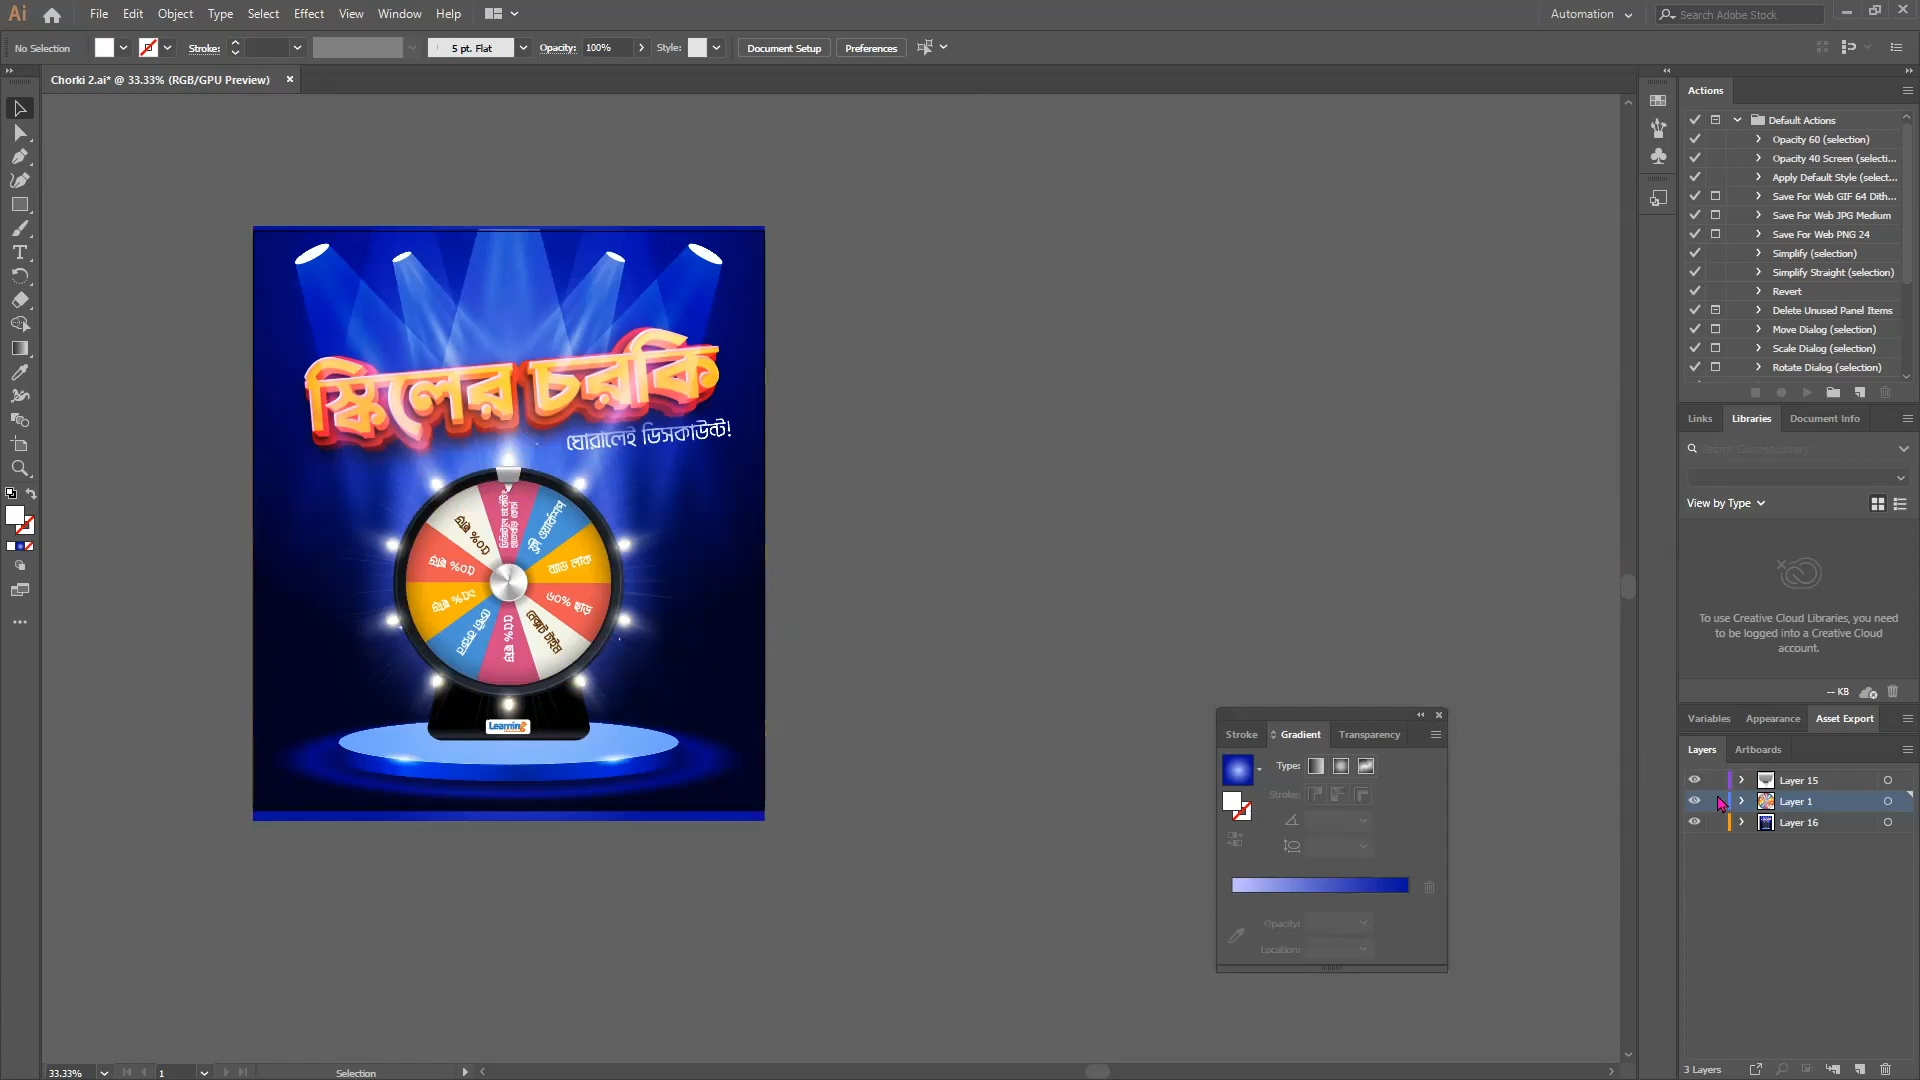 Ai
File Edit Object Type Select Effect View Window Help
Automation
Search Adobe Stock
No Selection
Stroke:
5 pt. Flat
Opacity: 100%
Style:
Document Setup
Preferences
Chorki 2.ai* @ 33.33% (RGB/GPU Preview)
স্কিলের চরকি
ঘোরালেই ডিসকাউন্ট!
ফ্রী ওয়ার্কশপ
ব্যাড লাক
৬০% ছাড়
নেক্সট টাইম
Learning
Actions
Default Actions
Opacity 60 (selection)
Opacity 40 Screen (selecti...
Apply Default Style (select...
Save For Web GIF 64 Dith...
Save For Web JPG Medium
Save For Web PNG 24
Simplify (selection)
Simplify Straight (selection)
Revert
Delete Unused Panel Items
Move Dialog (selection)
Scale Dialog (selection)
Rotate Dialog (selection)
Links Libraries Document Info
View by Type
To use Creative Cloud Libraries, you need
to be logged into a Creative Cloud
account.
-- KB
Variables Appearance Asset Export
Layers Artboards
Layer 15
Layer 1
Layer 16
3 Layers
Stroke Gradient Transparency
Type:
Stroke:
Opacity:
Location:
33.33%
1
Selection